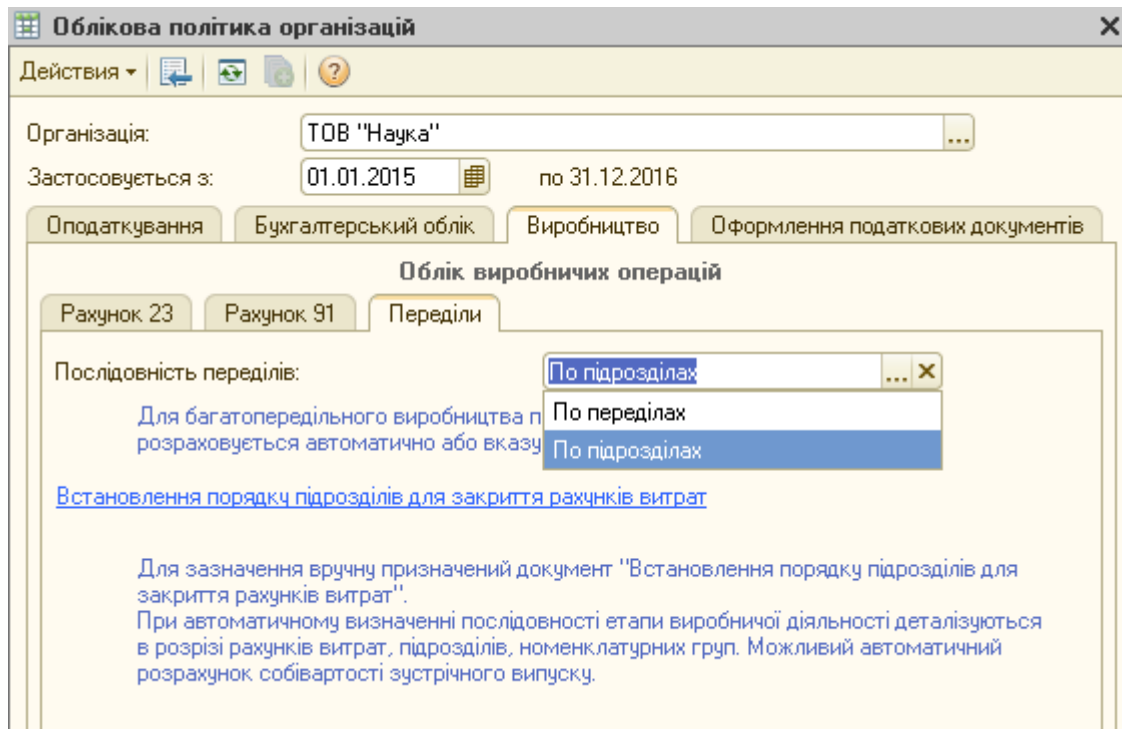 Облікова політика організацій
Действия
Організація: ТОВ "Наука" ...
Застосовується з: 01.01.2015 по 31.12.2016
Оподаткування Бухгалтерський облік Виробництво Оформлення податкових документів
Облік виробничих операцій
Рахунок 23 Рахунок 91 Переділи
Послідовність переділів: По підрозділах ...
Для багатопередільного виробництва п
По переділах
розраховується автоматично або вказу
По підрозділах
Встановлення порядку підрозділів для закриття рахунків витрат
Для зазначення вручну призначений документ "Встановлення порядку підрозділів для
закриття рахунків витрат".
При автоматичному визначенні послідовності етапи виробничої діяльності деталізуються
в розрізі рахунків витрат, підрозділів, номенклатурних груп. Можливий автоматичний
розрахунок собівартості зустрічного випуску.